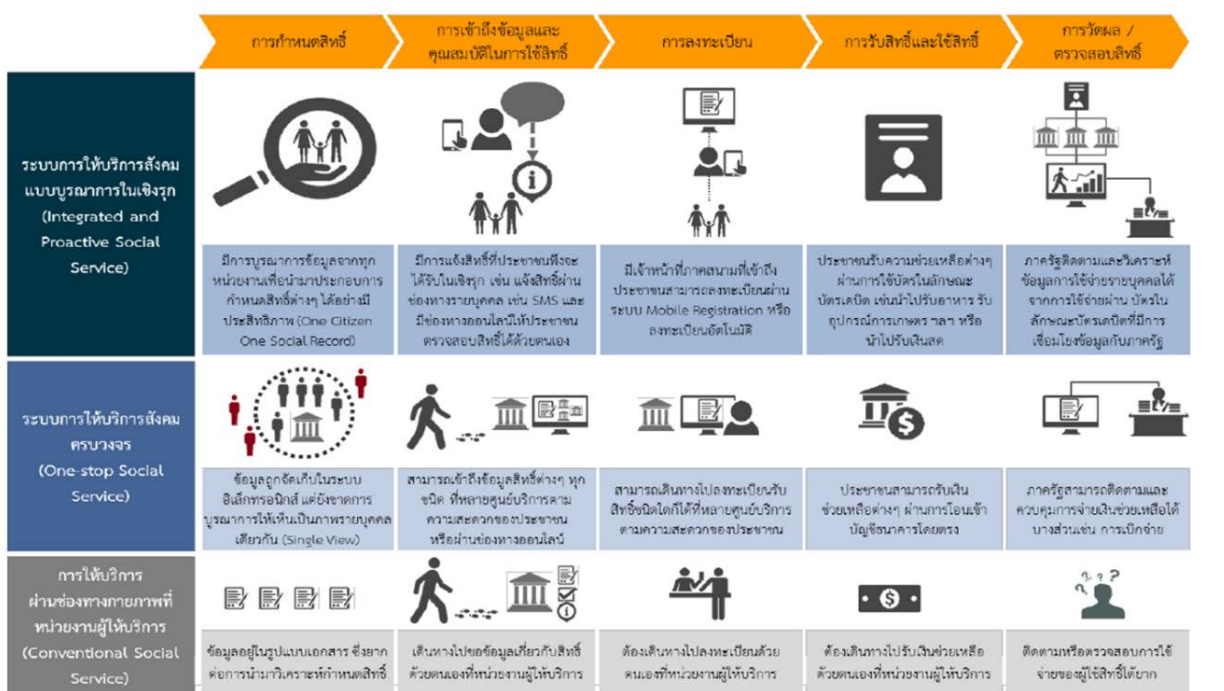 การกำหนดสิทธิ์
การเข้าถึงข้อมูลและ
คุณสมบัติในการใช้สิทธิ์
การลงทะเบียน
การรับสิทธิ์และใช้สิทธิ์
การวัดผล /
ตรวจสอบสิทธิ์
ระบบการให้บริการสังคม
แบบบูรณาการในเชิงรุก
(Integrated and
Proactive Social
Service)
มีการบูรณาการข้อมูลจากทุก
หน่วยงานเพื่อนำมาประกอบการ
กำหนดสิทธิ์ต่างๆ ได้อย่างมี
ประสิทธิภาพ (One Citizen
One Social Record)
มีการแจ้งสิทธิ์ที่ประชาชนพึงจะ
ได้รับในเชิงรุก เช่น แจ้งสิทธิ์ผ่าน
ช่องทางรายบุคคล เช่น SMS และ
มีช่องทางออนไลน์ให้ประชาชน
ตรวจสอบสิทธิ์ได้ด้วยตนเอง
มีเจ้าหน้าที่ภาคสนามที่เข้าถึง
ประชาชนสามารถลงทะเบียนผ่าน
ระบบ Mobile Registration หรือ
ลงทะเบียนอัตโนมัติ
ประชาชนรับความช่วยเหลือต่างๆ
ผ่านการใช้บัตรในลักษณะ
บัตรเดบิต เช่นนำไปรับอาหาร รับ
อุปกรณ์การเกษตร ฯลฯ หรือ
นำไปรับเงินสด
ภาครัฐติดตามและวิเคราะห์
ข้อมูลการใช้จ่ายรายบุคคลได้
จากการใช้จ่ายผ่าน บัตรใน
ลักษณะบัตรเดบิตที่มีการ
เชื่อมโยงข้อมูลกับภาครัฐ
ระบบการให้บริการสังคม
ครบวงจร
(One-stop Social
Service)
ข้อมูลถูกจัดเก็บในระบบ
อิเล็กทรอนิกส์ แต่ยังขาดการ
บูรณาการให้เห็นเป็นภาพรายบุคคล
เดียวกัน (Single View)
สามารถเข้าถึงข้อมูลสิทธิ์ต่างๆ ทุก
ชนิด ที่หลายศูนย์บริการตาม
ความสะดวกของประชาชน
หรือผ่านช่องทางออนไลน์
สามารถเดินทางไปลงทะเบียนรับ
สิทธิ์ชนิดใดก็ได้ที่หลายศูนย์บริการ
ตามความสะดวกของประชาชน
ประชาชนสามารถรับเงิน
ช่วยเหลือต่างๆ ผ่านการโอนเข้า
บัญชีธนาคารโดยตรง
ภาครัฐสามารถติดตามและ
ควบคุมการจ่ายเงินช่วยเหลือได้
บางส่วนเช่น การเบิกจ่าย
การให้บริการ
ผ่านช่องทางกายภาพที่
หน่วยงานผู้ให้บริการ
(Conventional Social
Service)
ข้อมูลอยู่ในรูปแบบเอกสาร ซึ่งยาก
ต่อการนำมาวิเคราะห์กำหนดสิทธิ์
เดินทางไปขอข้อมูลเกี่ยวกับสิทธิ์
ด้วยตนเองที่หน่วยงานผู้ให้บริการ
ต้องเดินทางไปลงทะเบียนด้วย
ตนเองที่หน่วยงานผู้ให้บริการ
ต้องเดินทางไปรับเงินช่วยเหลือ
ด้วยตนเองที่หน่วยงานผู้ให้บริการ
ติดตามหรือตรวจสอบการใช้
จ่ายของผู้ใช้สิทธิ์ได้ยาก